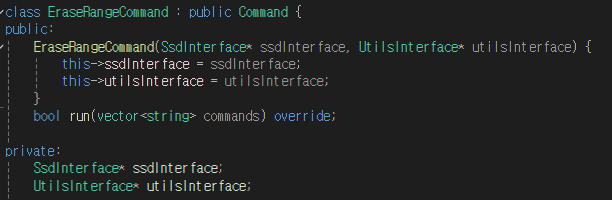 class EraseRangeCommand : public Command {
public:
    EraseRangeCommand(SsdInterface* ssdInterface, UtilsInterface* utilsInterface) {
        this->ssdInterface = ssdInterface;
        this->utilsInterface = utilsInterface;
    }
    bool run(vector<string> commands) override;
private:
    SsdInterface* ssdInterface;
    UtilsInterface* utilsInterface;